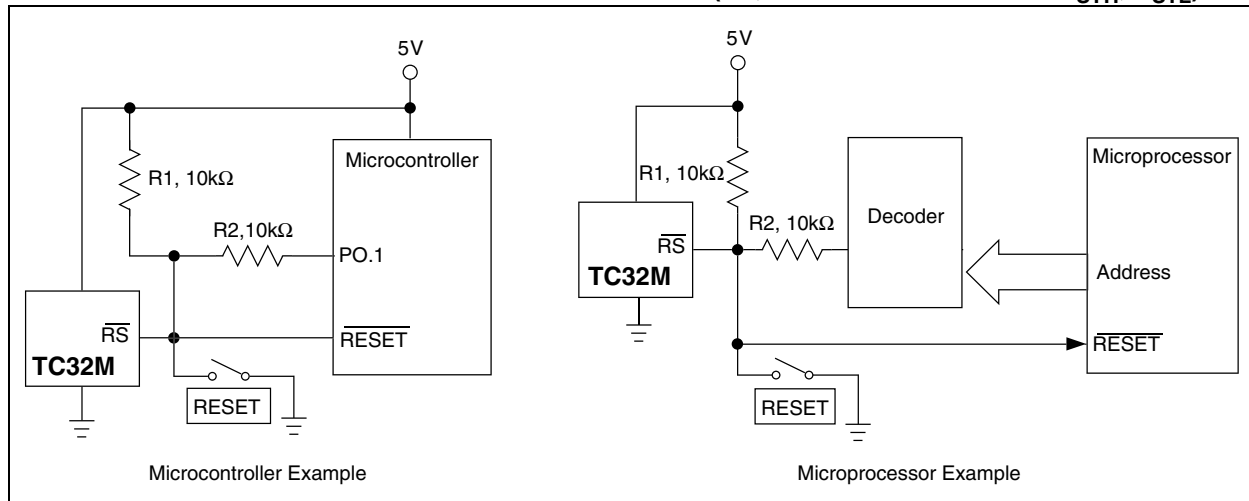 5V
Microcontroller
R1, 10kΩ
R2,10kΩ
PO.1
RS
TC32M
RESET
RESET
Microcontroller Example
5V
R1, 10kΩ
Decoder
Microprocessor
R2, 10kΩ
RS
TC32M
Address
RESET
RESET
Microprocessor Example